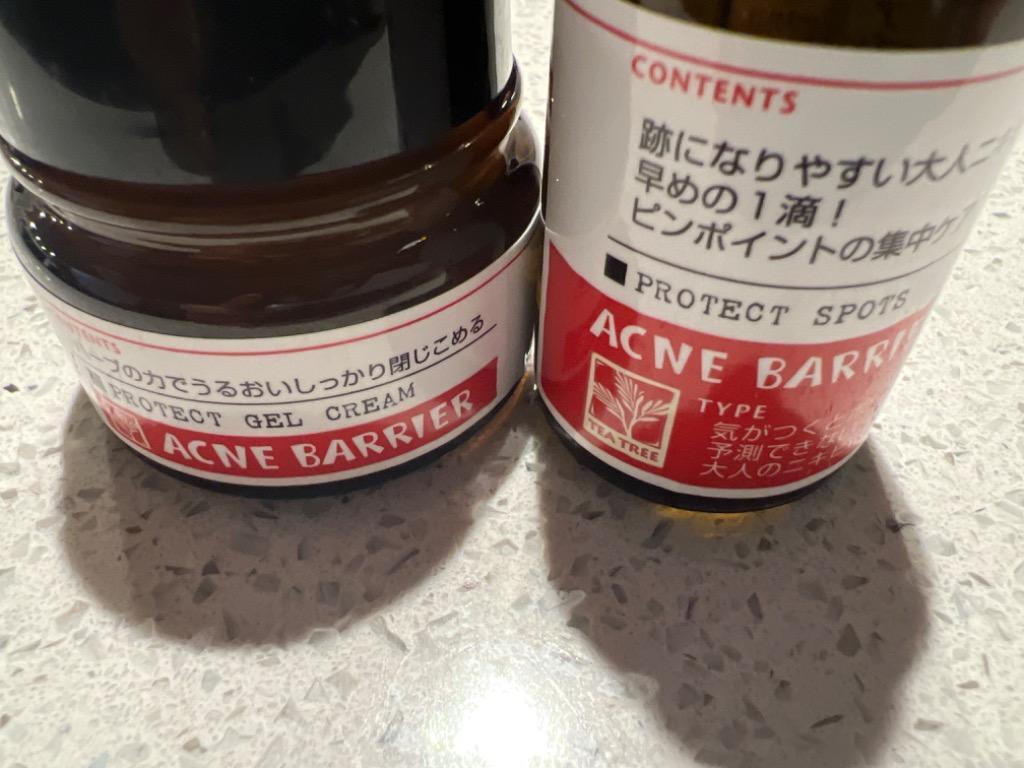 CONTENTS
ーブの力でうるおいしっかり閉じこめる
PROTECT GEL CREAM
ACNE BARRIER
CONTENTS
跡になりやすい大人ニ
早めの1滴！
ピンポイントの集中ケ
PROTECT SPOTS
ACNE BARRIE
TEA TREE
TYPE
気がつくと
予測でき
大人のニキ